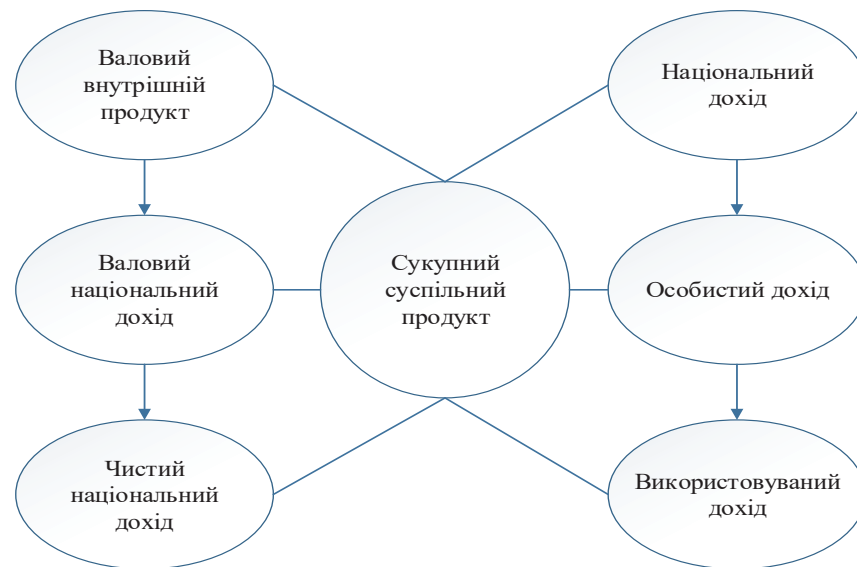 Валовий
внутрішній
продукт
Національний
дохід
Валовий
національний
дохід
Сукупний
суспільний
продукт
Особистий дохід
Чистий
національний
дохід
Використовуваний
дохід